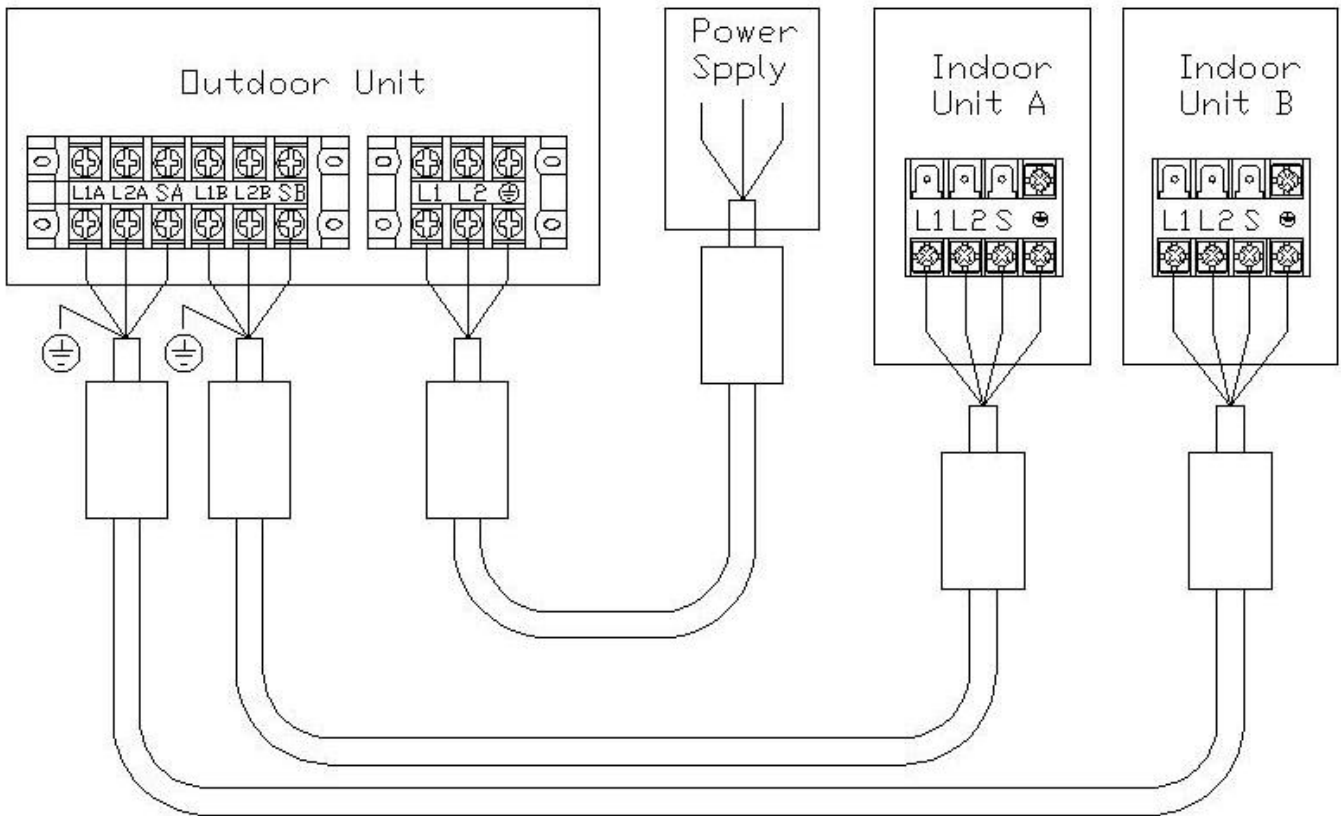 Outdoor Unit
L1A L2A SA L1B L2B SB
L1 L2
Power
Spply
Indoor
Unit A
L1 L2 S
Indoor
Unit B
L1 L2 S